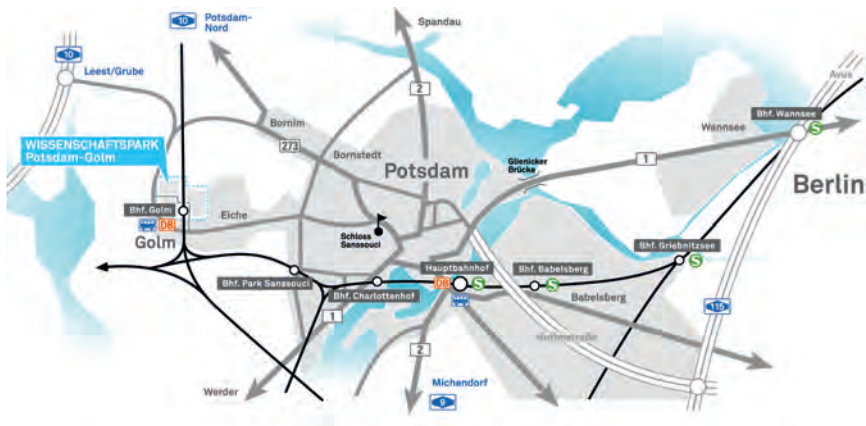 10
Potsdam-
Nord
Spandau
10
Leest/Grube
2
Avus
Bhf. Wannsee
S
Wannsee
Bornim
WISSENSCHAFTSPARK
Potsdam-Golm
273
Bornstedt
Potsdam
Glienicker
Brücke
1
Berlin
Bhf. Golm
DB
Golm
Eiche
Schloss
Sanssouci
Bhf. Griebnitzsee
S
Bhf. Park Sanssouci
Bhf. Charlottenhof
Hauptbahnhof
DB
S
Bhf. Babelsberg
S
Babelsberg
115
1
2
Nuthestraße
Werder
Michendorf
9